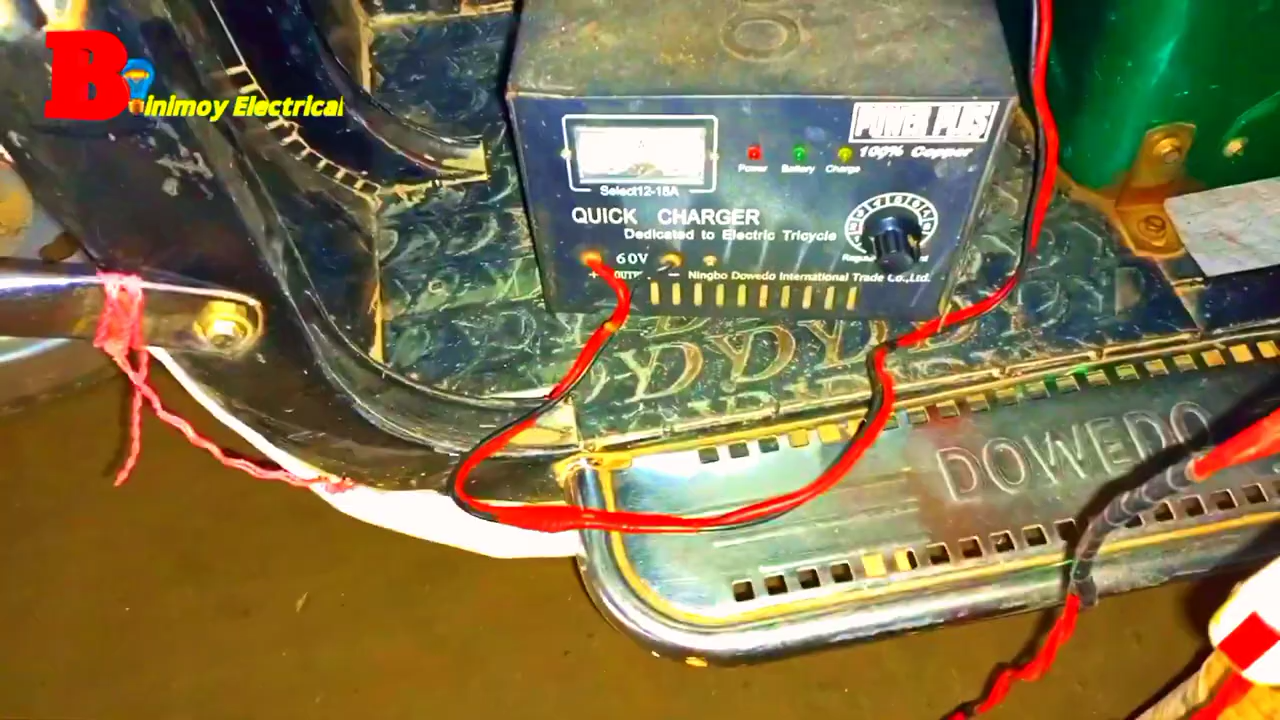 Binimoy Electrical
POWER PLUS
100% Copper
Power Battery Charge
Select12-18A
QUICK CHARGER
Dedicated to Electric Tricycle
60V
+ OUTPUT -
Ningbo Dowedo International Trade Co.,Ltd.
DOWEDO